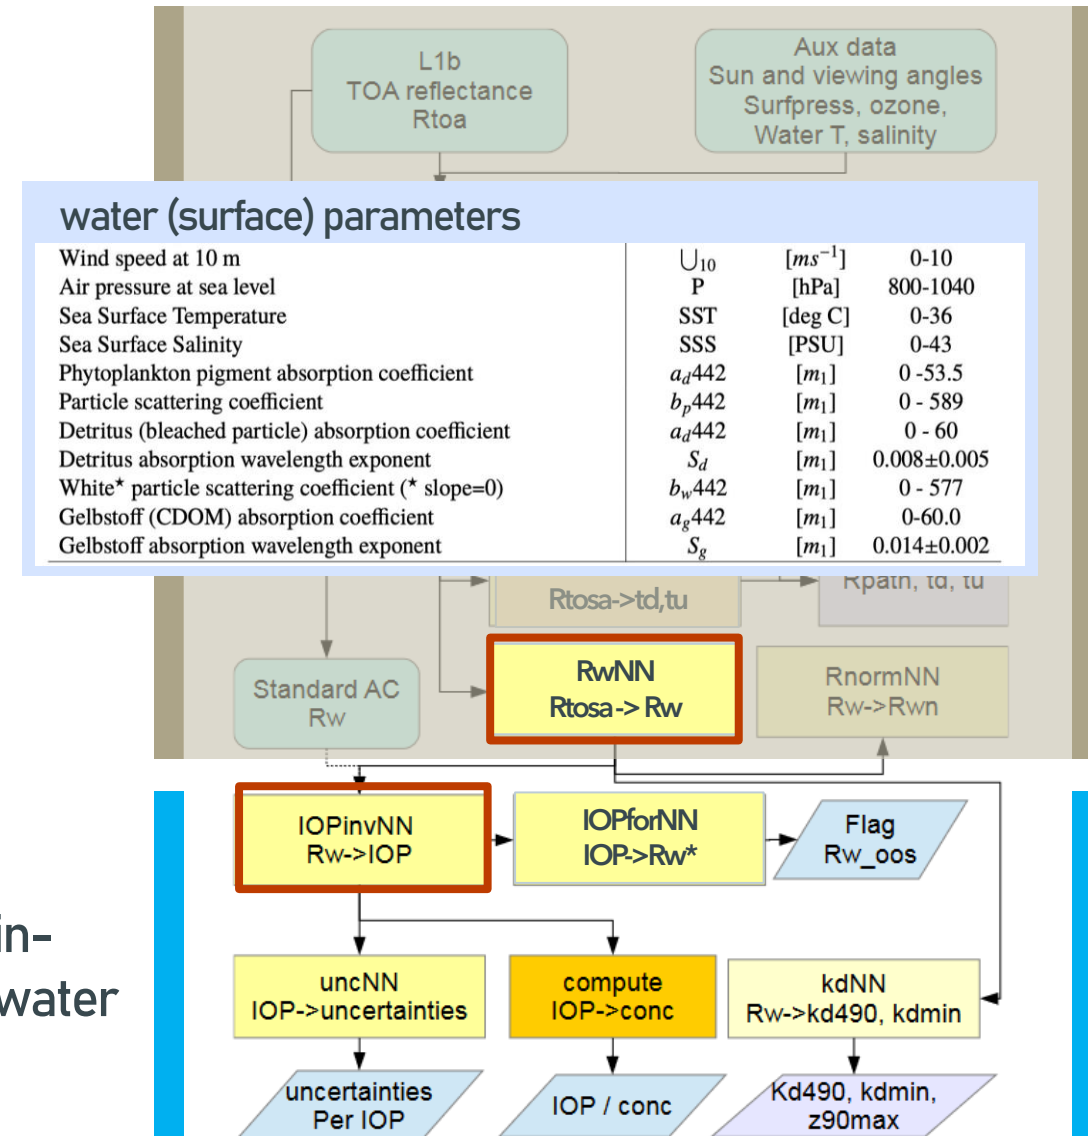 L1b
TOA reflectance
Rtoa
Aux data
Sun and viewing angles
Surfpress, ozone,
Water T, salinity
water (surface) parameters
Wind speed at 10 m ∪10 [ms−1] 0-10
Air pressure at sea level P [hPa] 800-1040
Sea Surface Temperature SST [deg C] 0-36
Sea Surface Salinity SSS [PSU] 0-43
Phytoplankton pigment absorption coefficient ad442 [m1] 0 -53.5
Particle scattering coefficient bp442 [m1] 0 - 589
Detritus (bleached particle) absorption coefficient ad442 [m1] 0 - 60
Detritus absorption wavelength exponent Sd [m1] 0.008±0.005
White★ particle scattering coefficient (★ slope=0) bw442 [m1] 0 - 577
Gelbstoff (CDOM) absorption coefficient ag442 [m1] 0-60.0
Gelbstoff absorption wavelength exponent Sg [m1] 0.014±0.002
Rtosa->td,tu
Rpath, td, tu
Standard AC
Rw
RwNN
Rtosa -> Rw
RnormNN
Rw->Rwn
IOPinvNN
Rw->IOP
IOPforNN
IOP->Rw*
Flag
Rw_oos
in-
water
uncNN
IOP->uncertainties
compute
IOP->conc
kdNN
Rw->kd490, kdmin
uncertainties
Per IOP
IOP / conc
Kd490, kdmin,
z90max